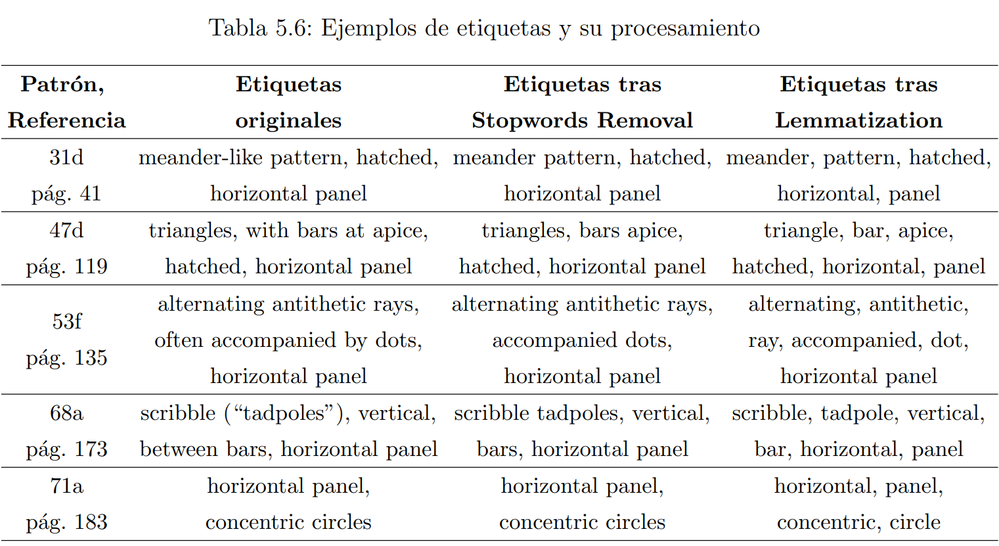 Tabla 5.6: Ejemplos de etiquetas y su procesamiento
Patrón, Etiquetas Etiquetas tras Etiquetas tras
Referencia originales Stopwords Removal Lemmatization
31d meander-like pattern, hatched, meander pattern, hatched, meander, pattern, hatched,
pág. 41 horizontal panel horizontal panel horizontal, panel
47d triangles, with bars at apice, triangles, bars apice, triangle, bar, apice,
pág. 119 hatched, horizontal panel hatched, horizontal panel hatched, horizontal, panel
53f alternating antithetic rays, alternating antithetic rays, alternating, antithetic,
pág. 135 often accompanied by dots, accompanied dots, ray, accompanied, dot,
horizontal panel horizontal panel horizontal panel
68a scribble (“tadpoles”), vertical, scribble tadpoles, vertical, scribble, tadpole, vertical,
pág. 173 between bars, horizontal panel bars, horizontal panel bar, horizontal, panel
71a horizontal panel, horizontal panel, horizontal, panel,
pág. 183 concentric circles concentric circles concentric, circle